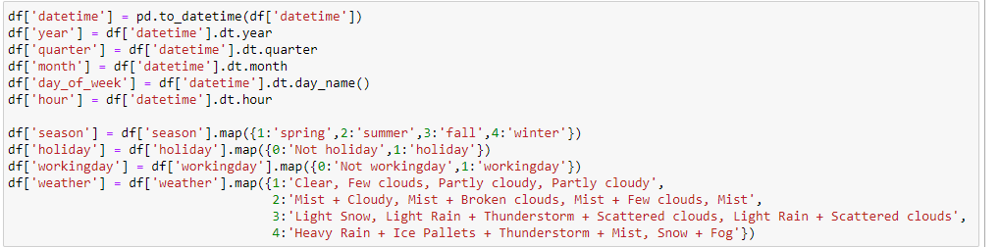 df['datetime'] = pd.to_datetime(df['datetime'])
df['year'] = df['datetime'].dt.year
df['quarter'] = df['datetime'].dt.quarter
df['month'] = df['datetime'].dt.month
df['day_of_week'] = df['datetime'].dt.day_name()
df['hour'] = df['datetime'].dt.hour
df['season'] = df['season'].map({1:'spring',2:'summer',3:'fall',4:'winter'})
df['holiday'] = df['holiday'].map({0:'Not holiday',1:'holiday'})
df['workingday'] = df['workingday'].map({0:'Not workingday',1:'workingday'})
df['weather'] = df['weather'].map({1:'Clear, Few clouds, Partly cloudy, Partly cloudy',
2:'Mist + Cloudy, Mist + Broken clouds, Mist + Few clouds, Mist',
3:'Light Snow, Light Rain + Thunderstorm + Scattered clouds, Light Rain + Scattered clouds',
4:'Heavy Rain + Ice Pallets + Thunderstorm + Mist, Snow + Fog'})